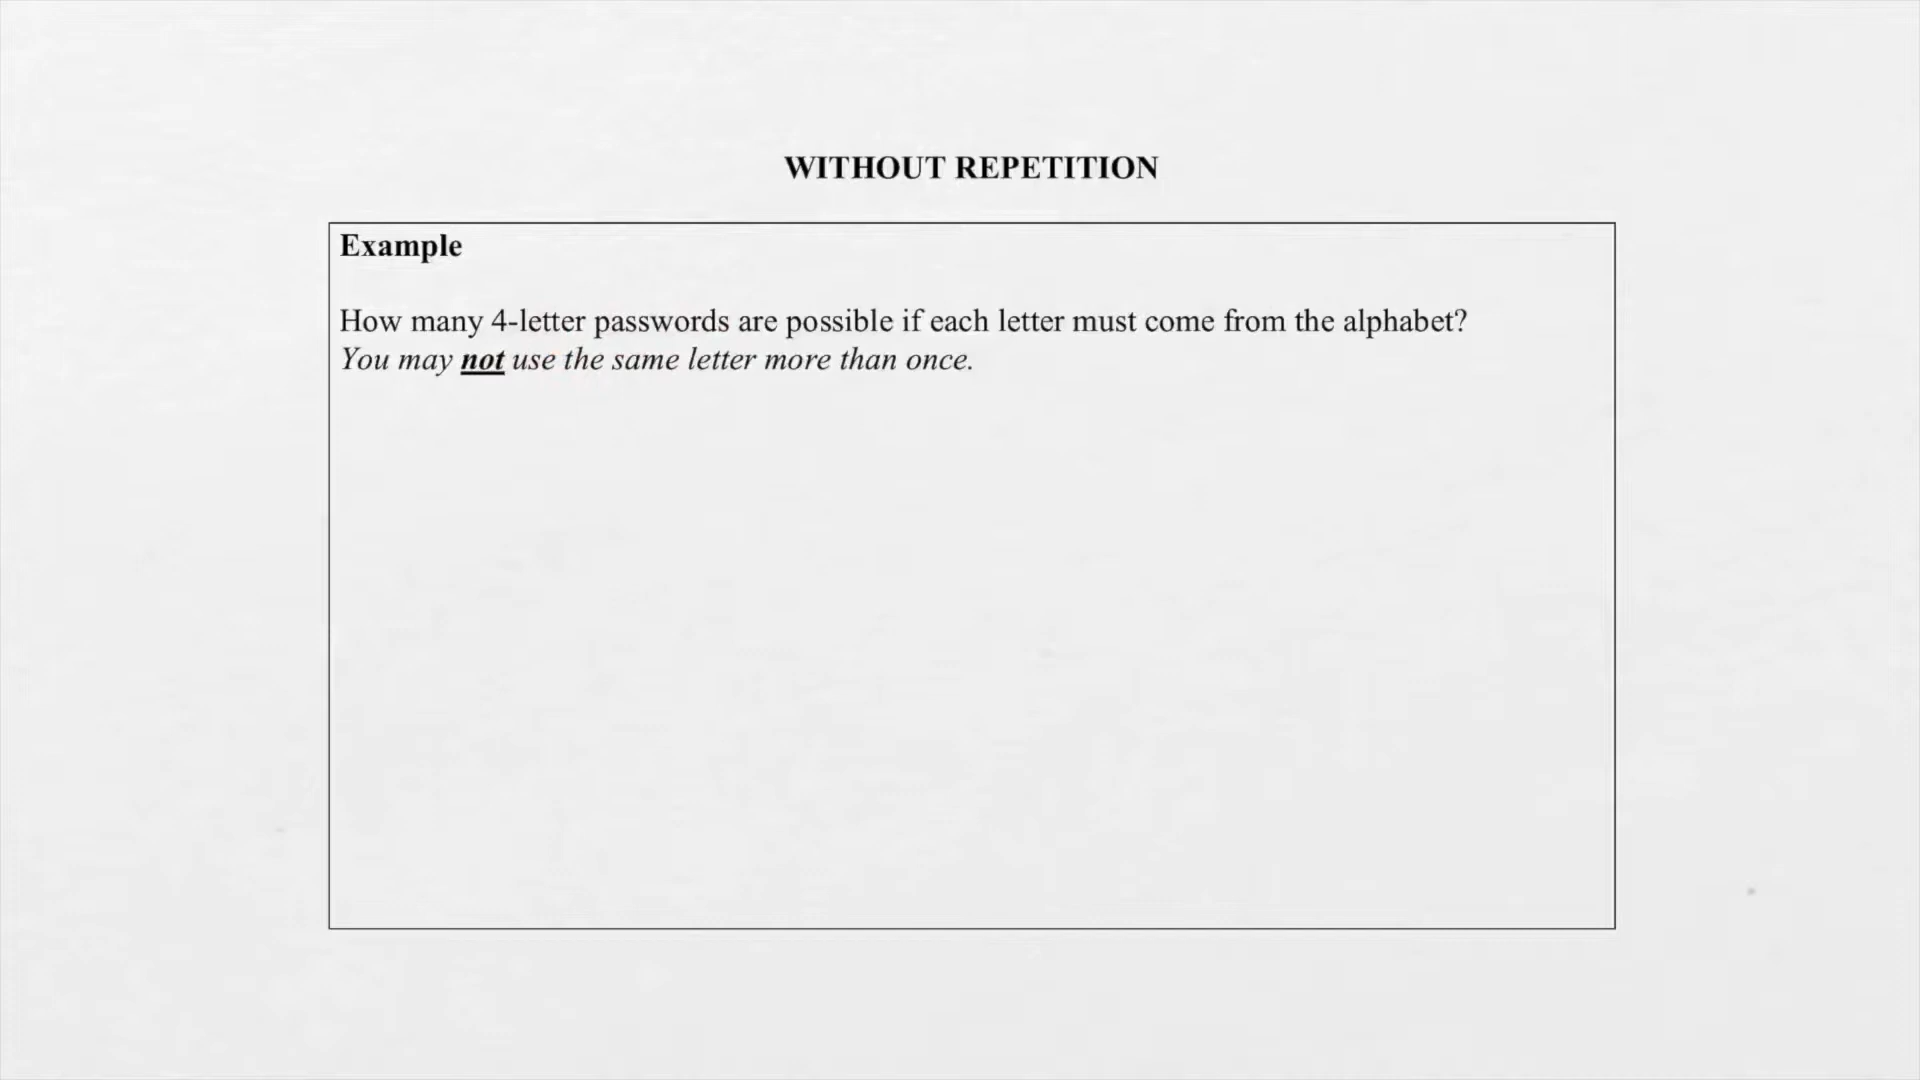 WITHOUT REPETITION
Example
How many 4-letter passwords are possible if each letter must come from the alphabet?
You may not use the same letter more than once.